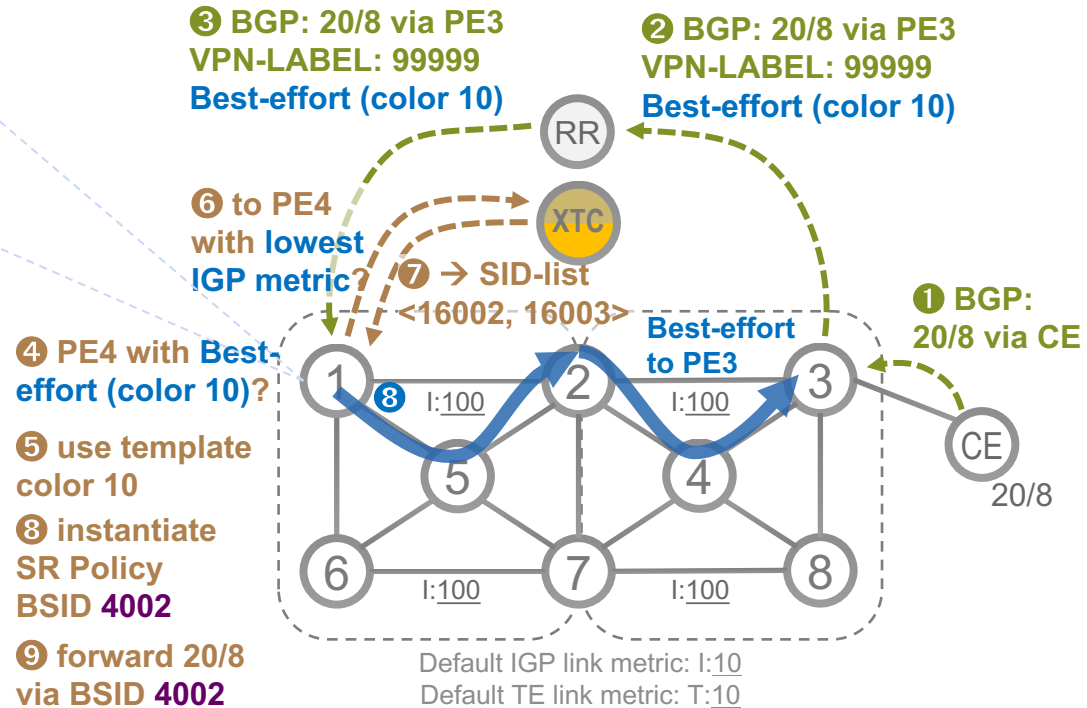 ❸ BGP: 20/8 via PE3
VPN-LABEL: 99999
Best-effort (color 10)
❷ BGP: 20/8 via PE3
VPN-LABEL: 99999
Best-effort (color 10)
RR
XTC
❻ to PE4
with lowest
IGP metric?
❼ → SID-list
<16002, 16003>
❶ BGP:
20/8 via CE
Best-effort
to PE3
❹ PE4 with Best-
effort (color 10)?
1
❽
I:100
2
I:100
3
CE
20/8
❺ use template
color 10
5
4
❽ instantiate
SR Policy
BSID 4002
6
I:100
7
I:100
8
❾ forward 20/8
via BSID 4002
Default IGP link metric: I:10
Default TE link metric: T:10